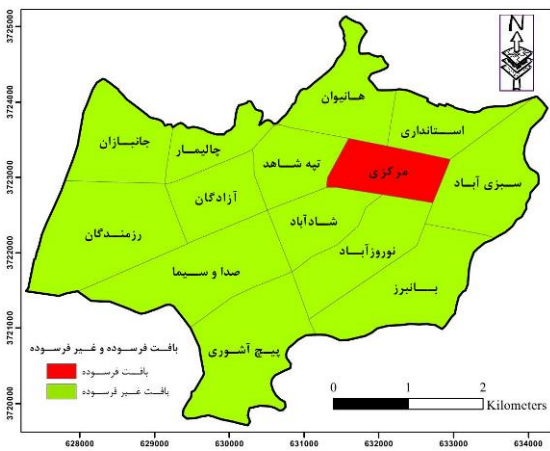 N
هانیوان
استانداری
جانبازان
چالیمار
تپه شاهد
مرکزی
سبزی آباد
آزادگان
رزمندگان
شادآباد
نوروزآباد
صدا و سیما
بانبرز
پیچ آشوری
بافت فرسوده و غیر فرسوده
بافت فرسوده
بافت غیر فرسوده
0 1 2
Kilometers
3725000
3724000
3723000
3722000
3721000
3720000
628000 629000 630000 631000 632000 633000 634000